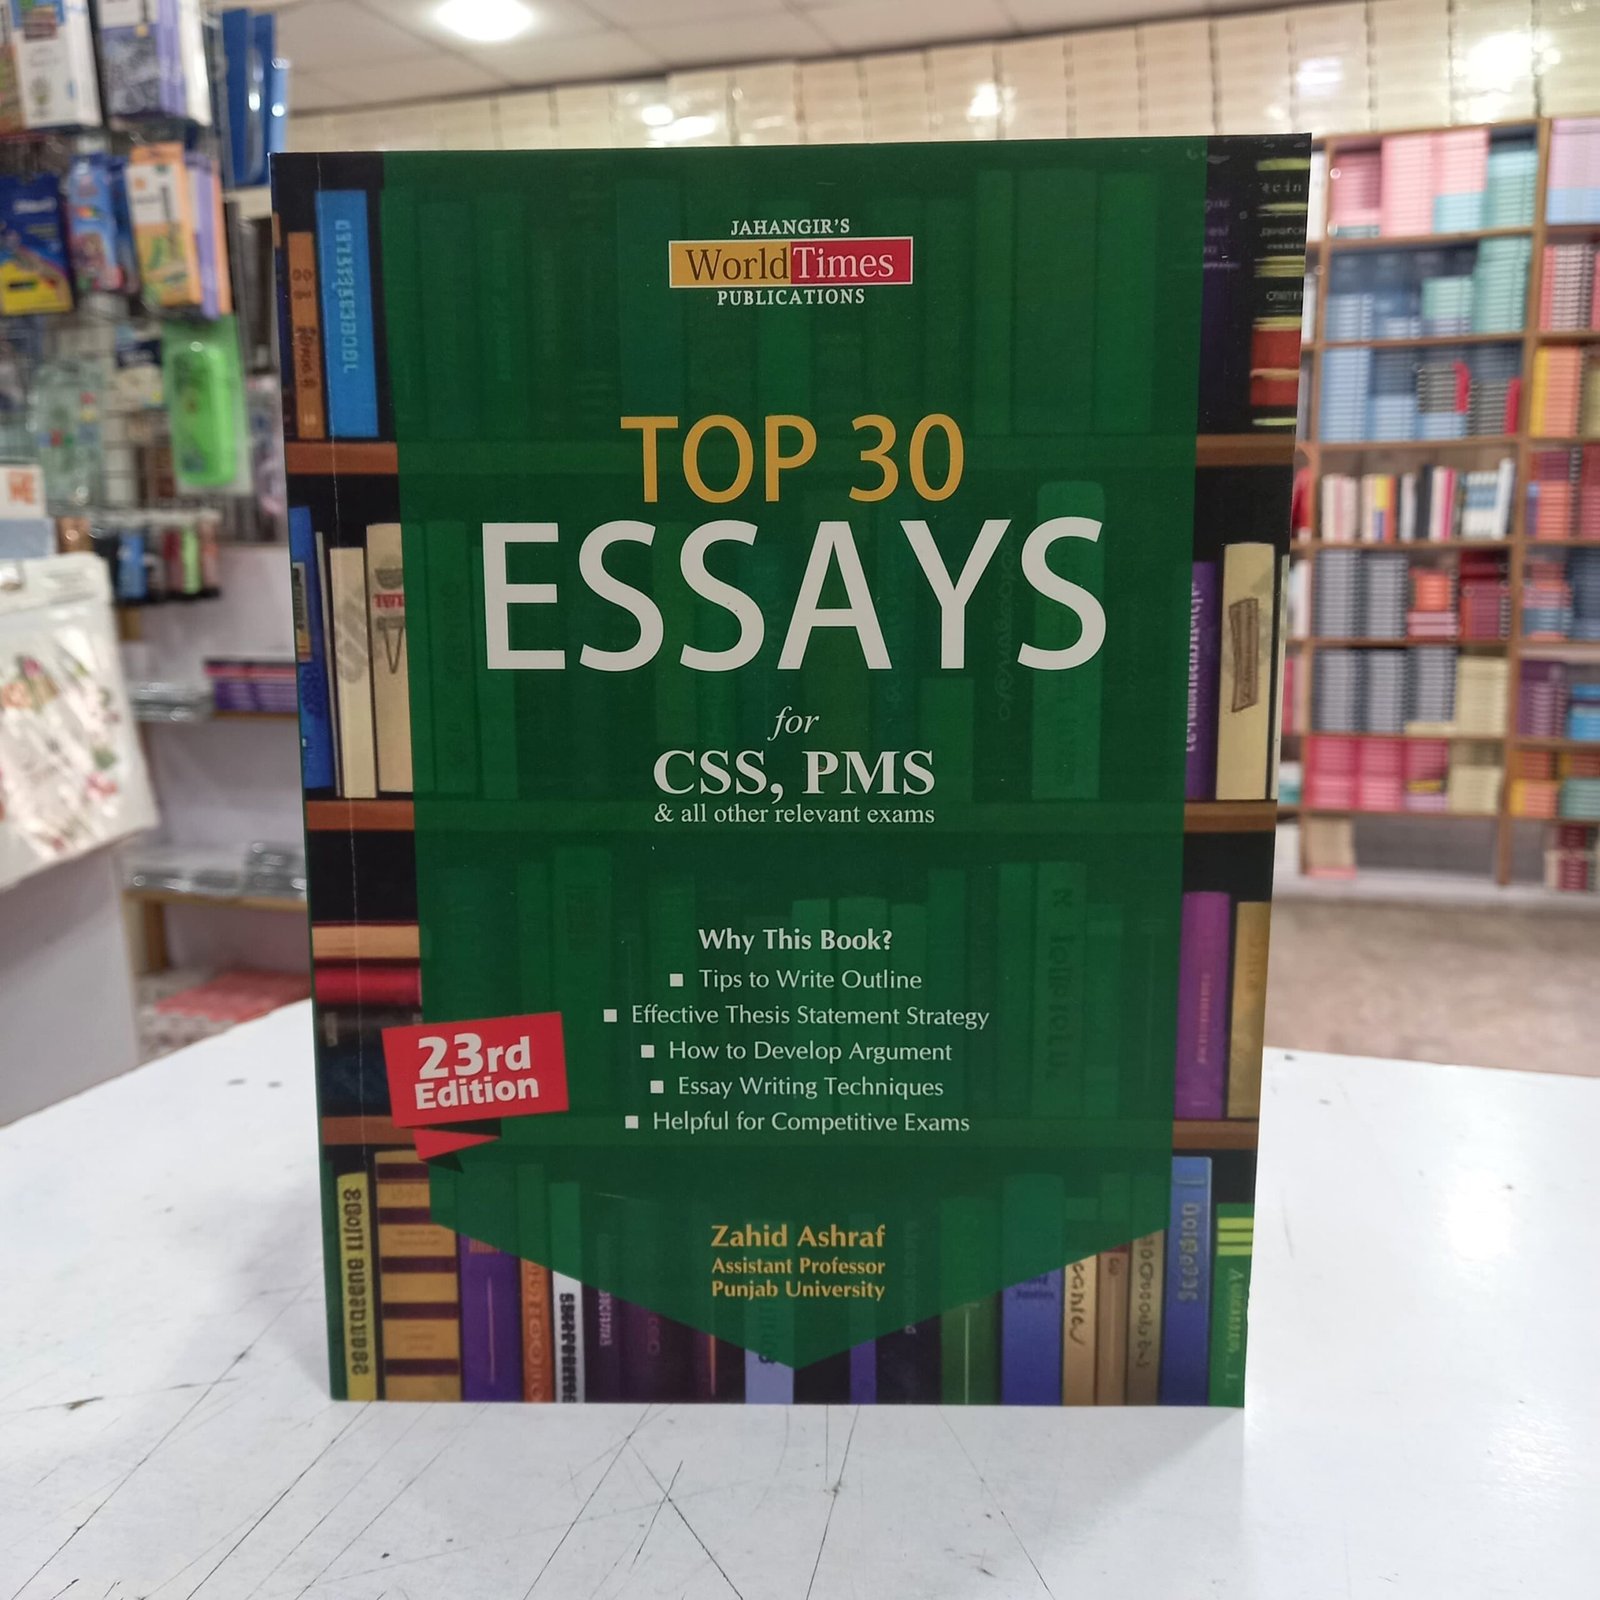 JAHANGIR'S
WorldTimes
PUBLICATIONS
TOP 30
ESSAYS
for
CSS, PMS
& all other relevant exams
Why This Book?
■ Tips to Write Outline
■ Effective Thesis Statement Strategy
■ How to Develop Argument
■ Essay Writing Techniques
■ Helpful for Competitive Exams
23rd
Edition
Zahid Ashraf
Assistant Professor
Punjab University